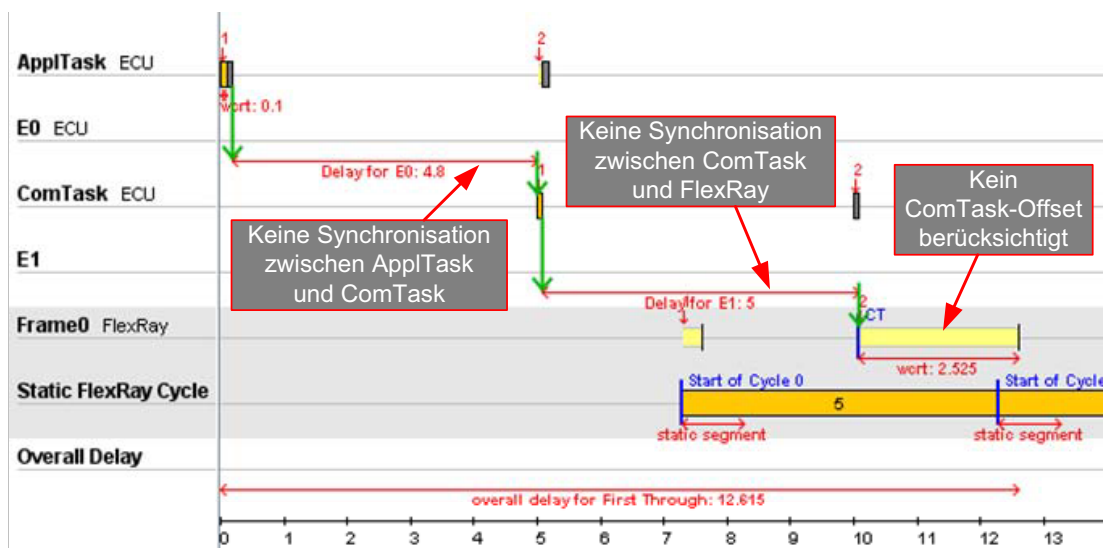 1
2
ApplTask ECU
wcrt: 0.1
E0 ECU
Keine Synchronisation
zwischen ComTask
und FlexRay
Delay for E0: 4.8
1
2
Kein
ComTask-Offset
berücksichtigt
ComTask ECU
Keine Synchronisation
zwischen ApplTask
und ComTask
E1
Delay for E1: 5
2
CT
Frame0 FlexRay
wcrt: 2.525
Static FlexRay Cycle
Start of Cycle 0
Start of Cycle
5
static segment
static segment
Overall Delay
overall delay for First Through: 12.615
0 1 2 3 4 5 6 7 8 9 10 11 12 13